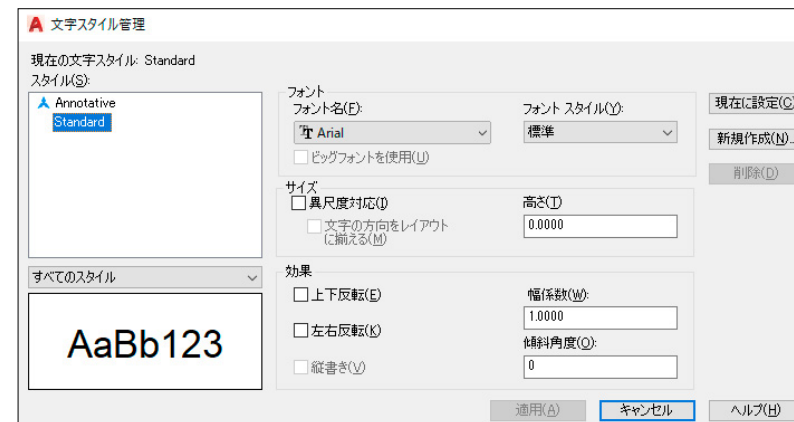 文字スタイル管理
現在の文字スタイル: Standard
スタイル(S):
Annotative
Standard
すべてのスタイル
AaBb123
フォント
フォント名(F):
Arial
ビッグフォントを使用(U)
フォント スタイル(Y):
標準
サイズ
異尺度対応(I)
文字の方向をレイアウト
に揃える(M)
高さ(T)
0.0000
効果
上下反転(E)
左右反転(K)
縦書き(V)
幅係数(W):
1.0000
傾斜角度(O):
0
現在に設定(C)
新規作成(N)..
削除(D)
適用(A)
キャンセル
ヘルプ(H)